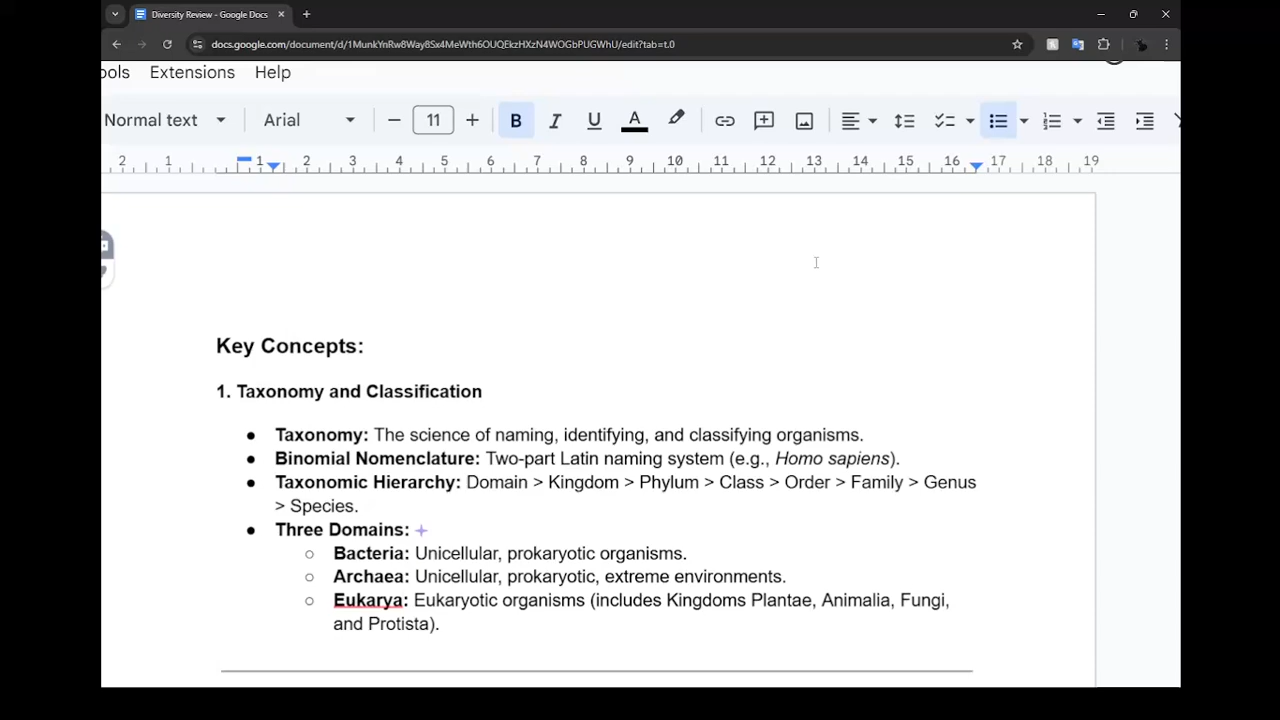 Diversity Review - Google Docs
docs.google.com/document/d/1MunkYnRw8Way8Sx4MeWth6OUQEkzHXzN4WOGbPUGWhU/edit?tab=t.0
ols Extensions Help
Normal text Arial 11 B I U A
2 1 1 2 3 4 5 6 7 8 9 10 11 12 13 14 15 16 17 18 19
Key Concepts:
1. Taxonomy and Classification
● Taxonomy: The science of naming, identifying, and classifying organisms.
● Binomial Nomenclature: Two-part Latin naming system (e.g., Homo sapiens).
● Taxonomic Hierarchy: Domain > Kingdom > Phylum > Class > Order > Family > Genus
> Species.
● Three Domains:
○ Bacteria: Unicellular, prokaryotic organisms.
○ Archaea: Unicellular, prokaryotic, extreme environments.
○ Eukarya: Eukaryotic organisms (includes Kingdoms Plantae, Animalia, Fungi,
and Protista).